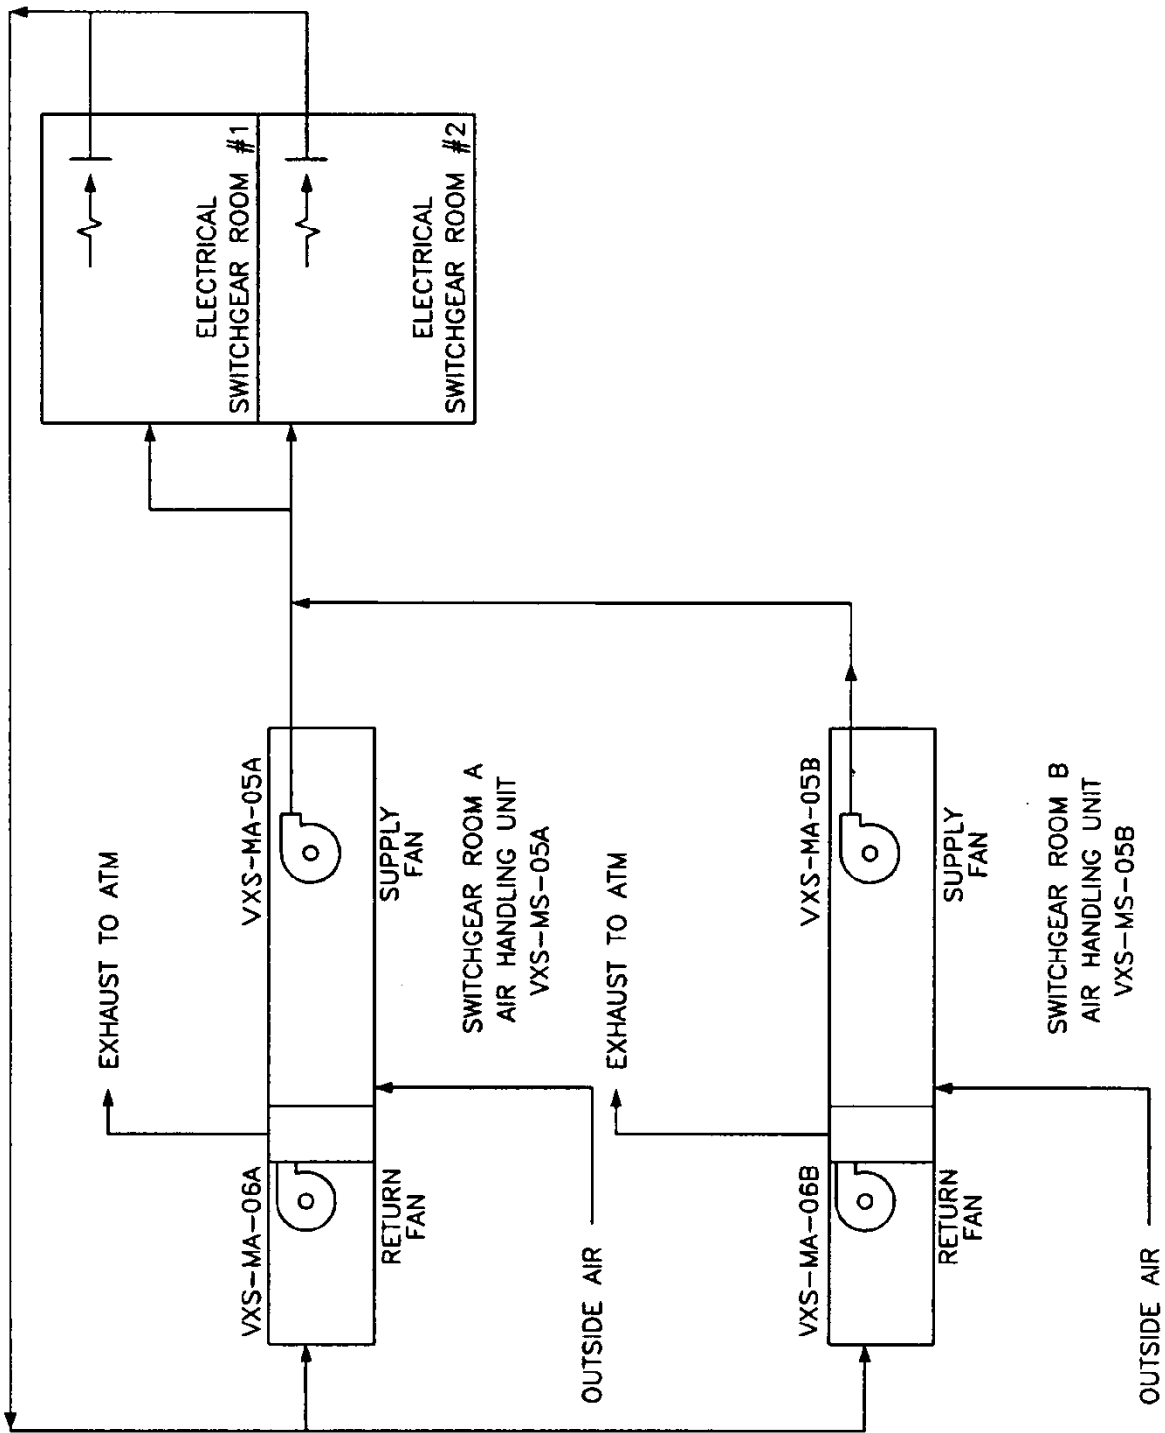 ELECTRICAL
SWITCHGEAR ROOM #1
ELECTRICAL
SWITCHGEAR ROOM #2
EXHAUST TO ATM
VXS-MA-06A
VXS-MA-05A
RETURN
FAN
SUPPLY
FAN
SWITCHGEAR ROOM A
AIR HANDLING UNIT
VXS-MS-05A
OUTSIDE AIR
EXHAUST TO ATM
VXS-MA-06B
VXS-MA-05B
RETURN
FAN
SUPPLY
FAN
SWITCHGEAR ROOM B
AIR HANDLING UNIT
VXS-MS-05B
OUTSIDE AIR